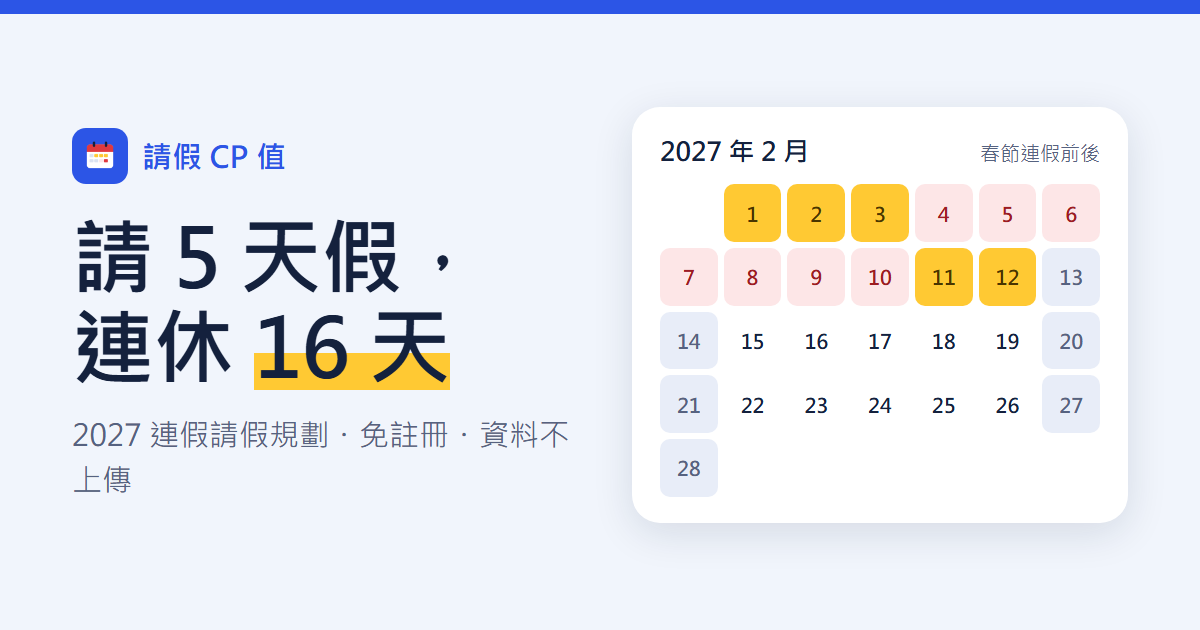 請假 CP 值
請 5 天假，
連休 16 天
2027 連假請假規劃 · 免註冊 · 資料不
上傳
2027 年 2 月 春節連假前後
1 2 3 4 5 6
7 8 9 10 11 12 13
14 15 16 17 18 19 20
21 22 23 24 25 26 27
28